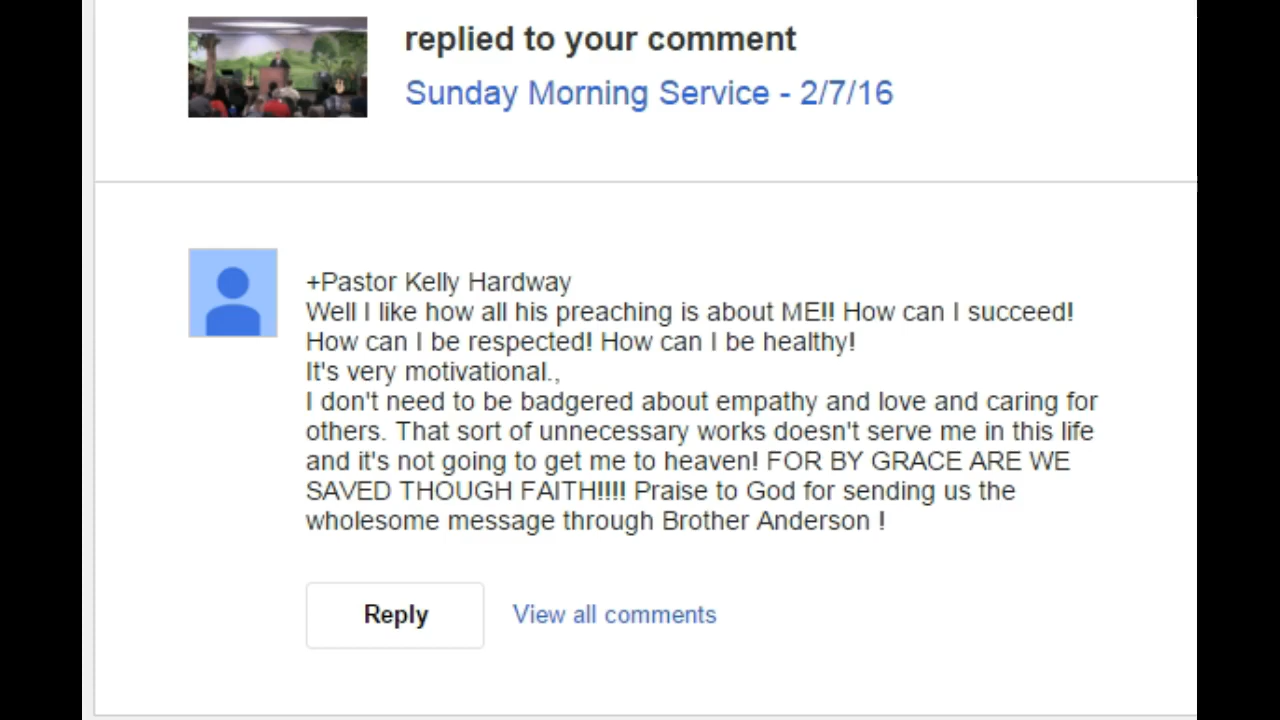 replied to your comment
Sunday Morning Service - 2/7/16
+Pastor Kelly Hardway
Well I like how all his preaching is about ME!! How can I succeed!
How can I be respected! How can I be healthy!
It's very motivational.,
I don't need to be badgered about empathy and love and caring for
others. That sort of unnecessary works doesn't serve me in this life
and it's not going to get me to heaven! FOR BY GRACE ARE WE
SAVED THOUGH FAITH!!!! Praise to God for sending us the
wholesome message through Brother Anderson !
Reply
View all comments